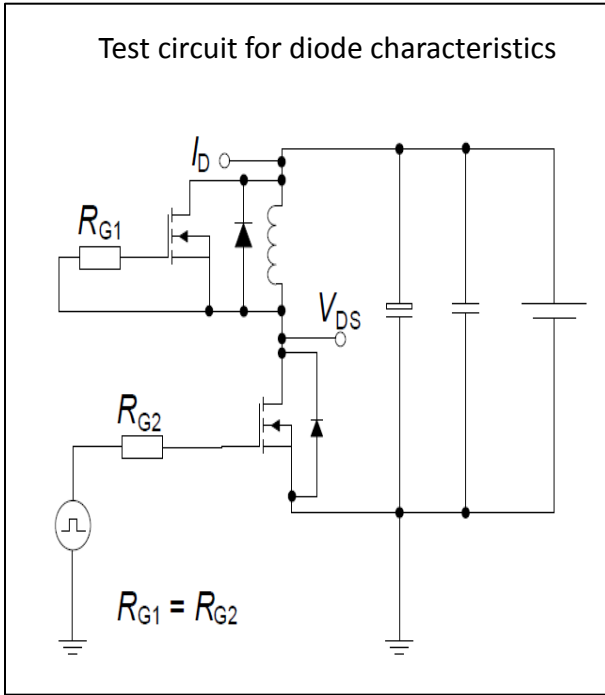 Test circuit for diode characteristics
I_D
R_G1
V_DS
R_G2
R_G1 = R_G2